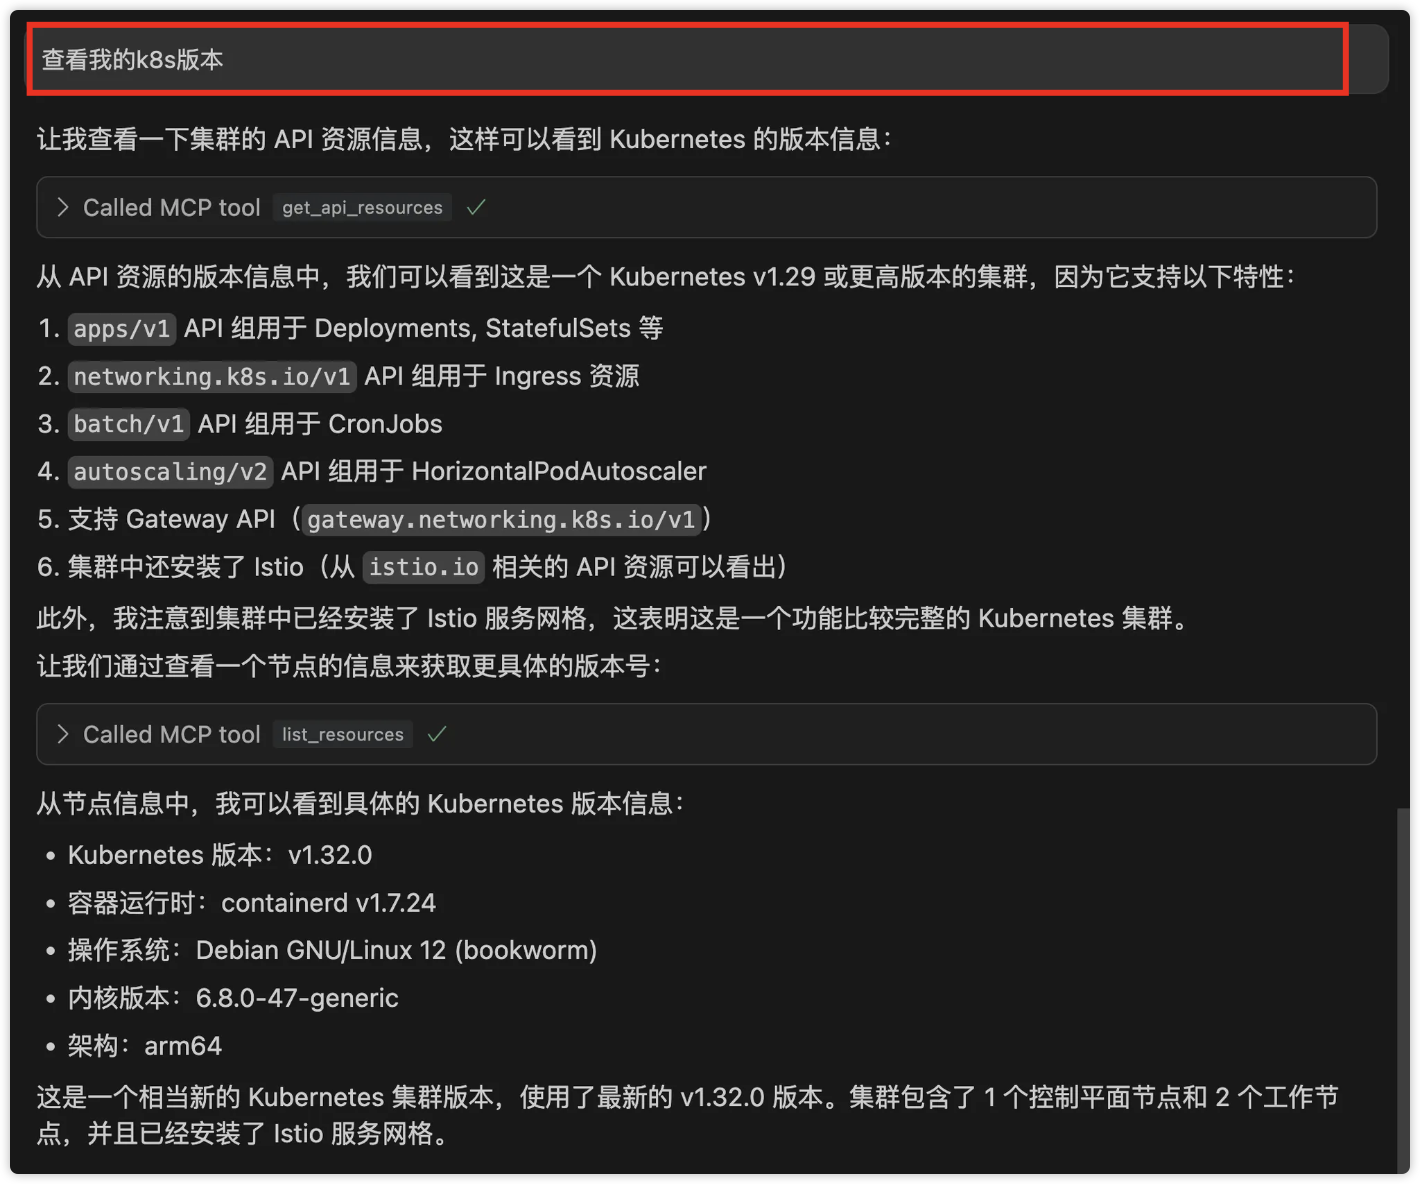 查看我的k8s版本
让我查看一下集群的 API 资源信息，这样可以看到 Kubernetes 的版本信息：
Called MCP tool get_api_resources
从 API 资源的版本信息中，我们可以看到这是一个 Kubernetes v1.29 或更高版本的集群，因为它支持以下特性：
1. apps/v1 API 组用于 Deployments, StatefulSets 等
2. networking.k8s.io/v1 API 组用于 Ingress 资源
3. batch/v1 API 组用于 CronJobs
4. autoscaling/v2 API 组用于 HorizontalPodAutoscaler
5. 支持 Gateway API（gateway.networking.k8s.io/v1）
6. 集群中还安装了 Istio（从 istio.io 相关的 API 资源可以看出）
此外，我注意到集群中已经安装了 Istio 服务网格，这表明这是一个功能比较完整的 Kubernetes 集群。
让我们通过查看一个节点的信息来获取更具体的版本号：
Called MCP tool list_resources
从节点信息中，我可以看到具体的 Kubernetes 版本信息：
• Kubernetes 版本：v1.32.0
• 容器运行时：containerd v1.7.24
• 操作系统：Debian GNU/Linux 12 (bookworm)
• 内核版本：6.8.0-47-generic
• 架构：arm64
这是一个相当新的 Kubernetes 集群版本，使用了最新的 v1.32.0 版本。集群包含了 1 个控制平面节点和 2 个工作节
点，并且已经安装了 Istio 服务网格。